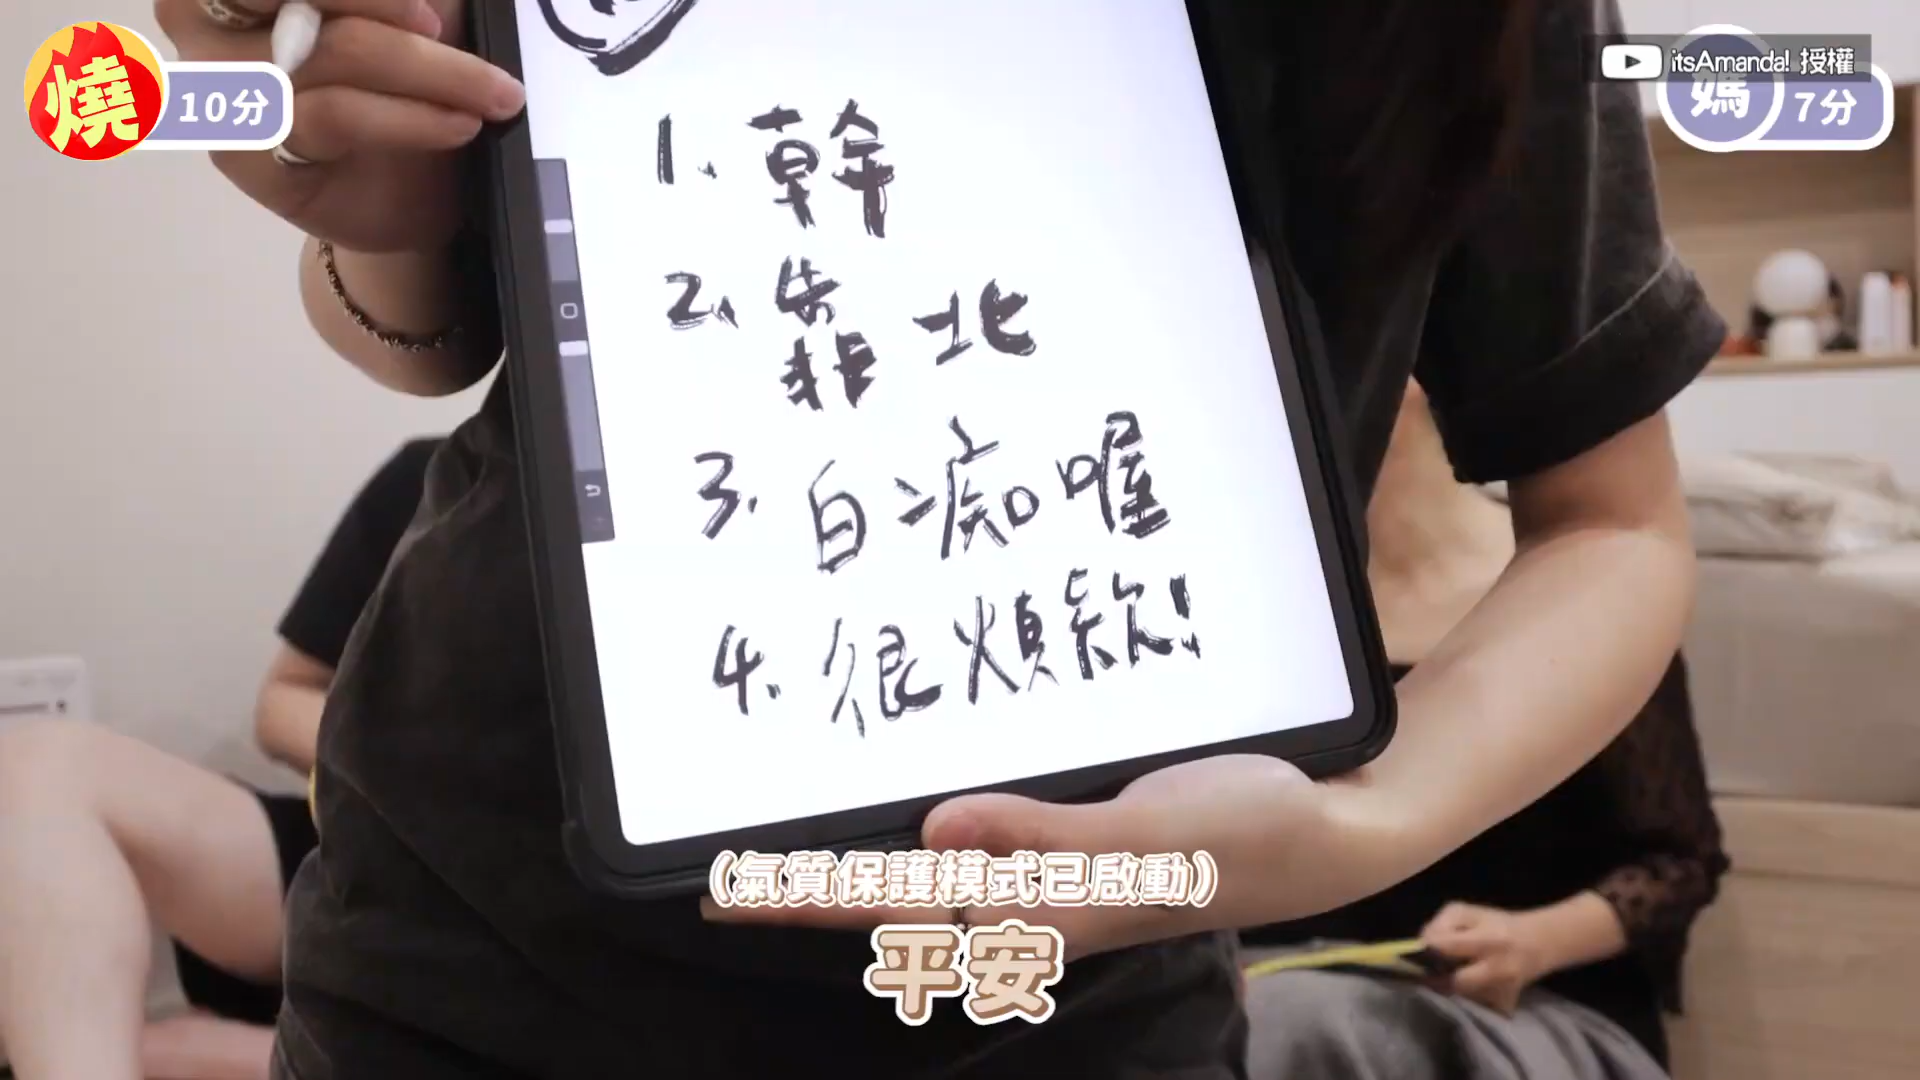 燒 10分
itsAmanda! 授權
媽 7分
1. 幹
2. 靠北
3. 白痴喔
4. 很煩欸!
(氣質保護模式已啟動)
平安